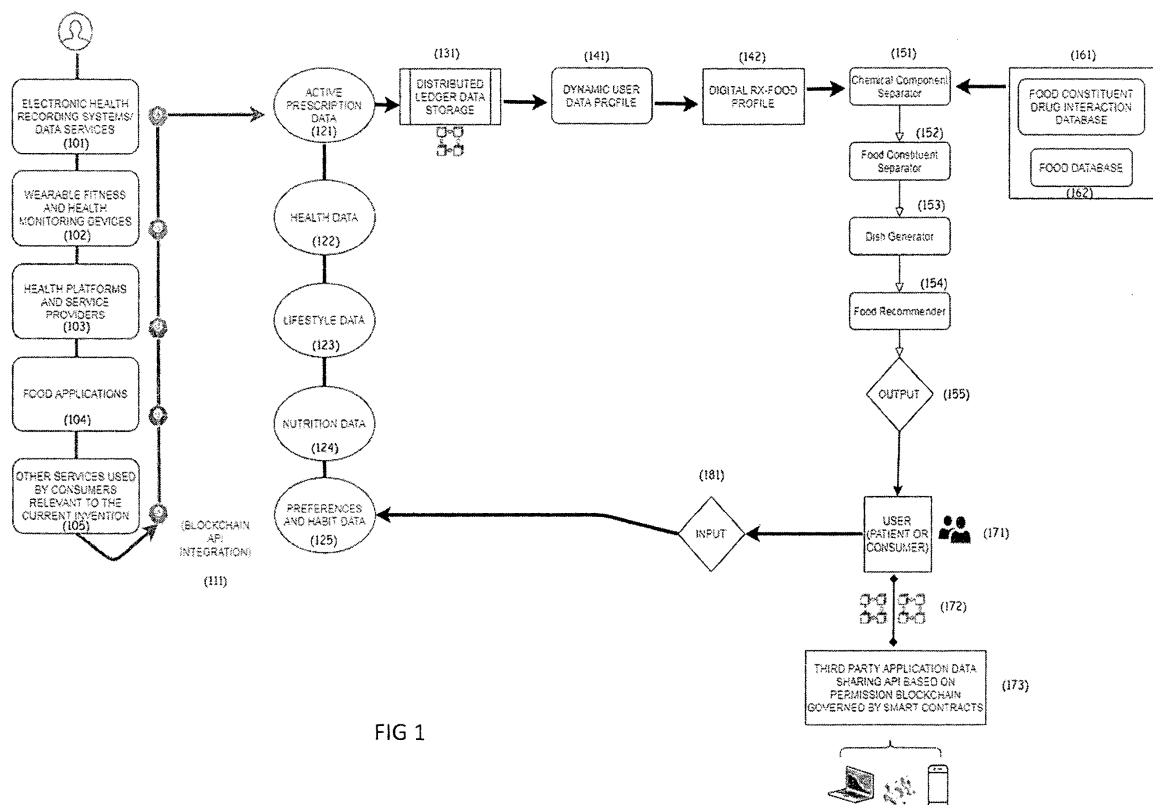 ELECTRONIC HEALTH
RECORDING SYSTEMS/
DATA SERVICES
(101)
WEARABLE FITNESS
AND HEALTH
MONITORING DEVICES
(102)
HEALTH PLATFORMS
AND SERVICE
PROVIDERS
(103)
FOOD APPLICATIONS
(104)
OTHER SERVICES USED
BY CONSUMERS
RELEVANT TO THE
CURRENT INVENTION
(105)
(BLOCKCHAIN
API
INTEGRATION)
(111)
ACTIVE
PRESCRIPTION
DATA
(121)
HEALTH DATA
(122)
LIFESTYLE DATA
(123)
NUTRITION DATA
(124)
PREFERENCES
AND HABIT DATA
(125)
(131)
DISTRIBUTED
LEDGER DATA
STORAGE
(141)
DYNAMIC USER
DATA PROFILE
(142)
DIGITAL RX-FOOD
PROFILE
(151)
Chemical Component
Separator
(152)
Food Constituent
Separator
(153)
Dish Generator
(154)
Food Recommender
OUTPUT
(155)
(161)
FOOD CONSTITUENT
DRUG INTERACTION
DATABASE
FOOD DATABASE
(162)
(181)
INPUT
USER
(PATIENT OR
CONSUMER)
(171)
(172)
THIRD PARTY APPLICATION DATA
SHARING API BASED ON
PERMISSION BLOCKCHAIN
GOVERNED BY SMART CONTRACTS
(173)
FIG 1